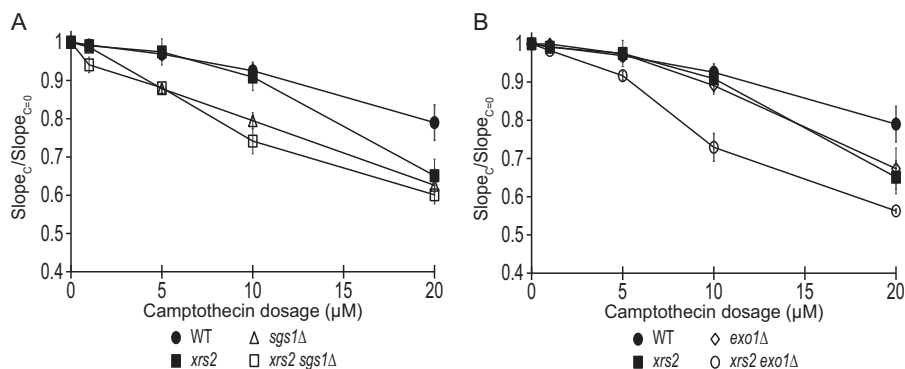 A
Slope_C/Slope_{C=0}
1
0.9
0.8
0.7
0.6
0.5
0.4
0 5 10 15 20
Camptothecin dosage (µM)
WT sgs1Δ
xrs2 xrs2 sgs1Δ
B
Slope_C/Slope_{C=0}
1
0.9
0.8
0.7
0.6
0.5
0.4
0 5 10 15 20
Camptothecin dosage (µM)
WT exo1Δ
xrs2 xrs2 exo1Δ